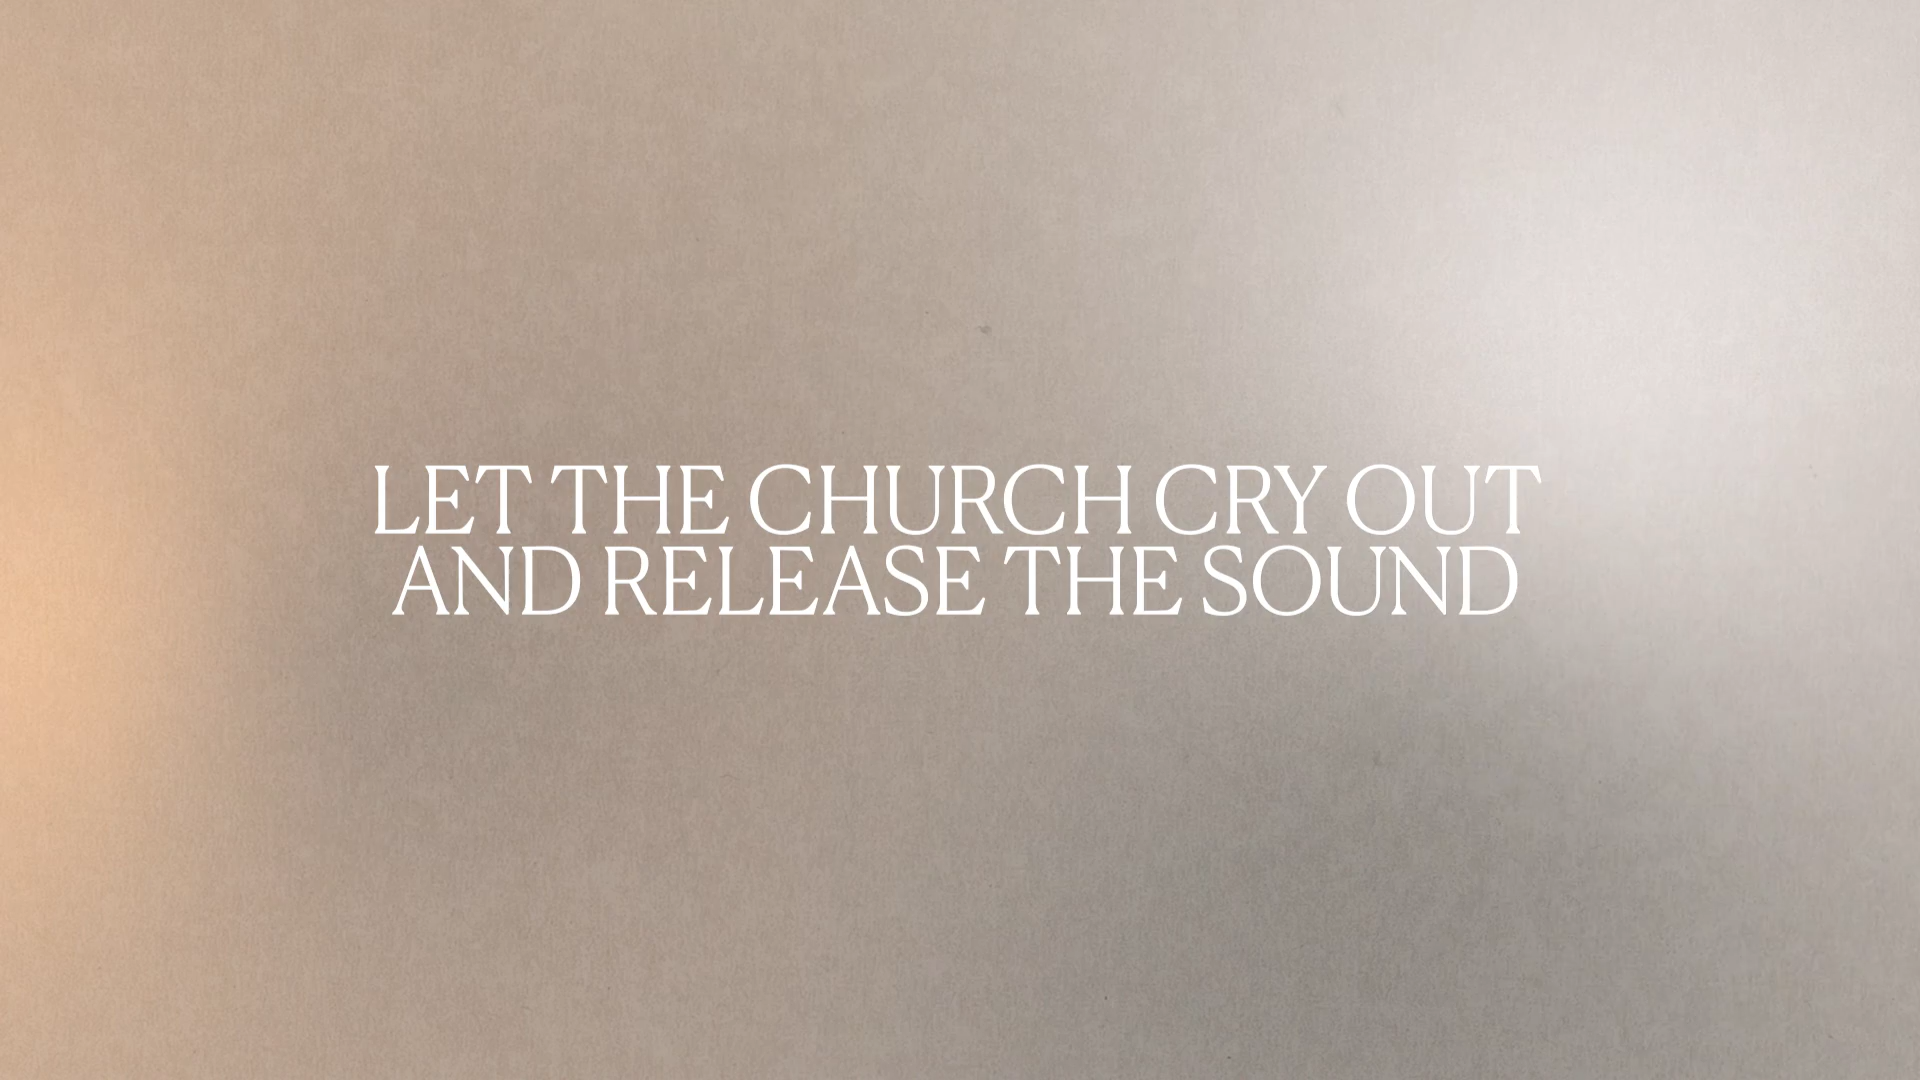 LET THE CHURCH CRY OUT
AND RELEASE THE SOUND